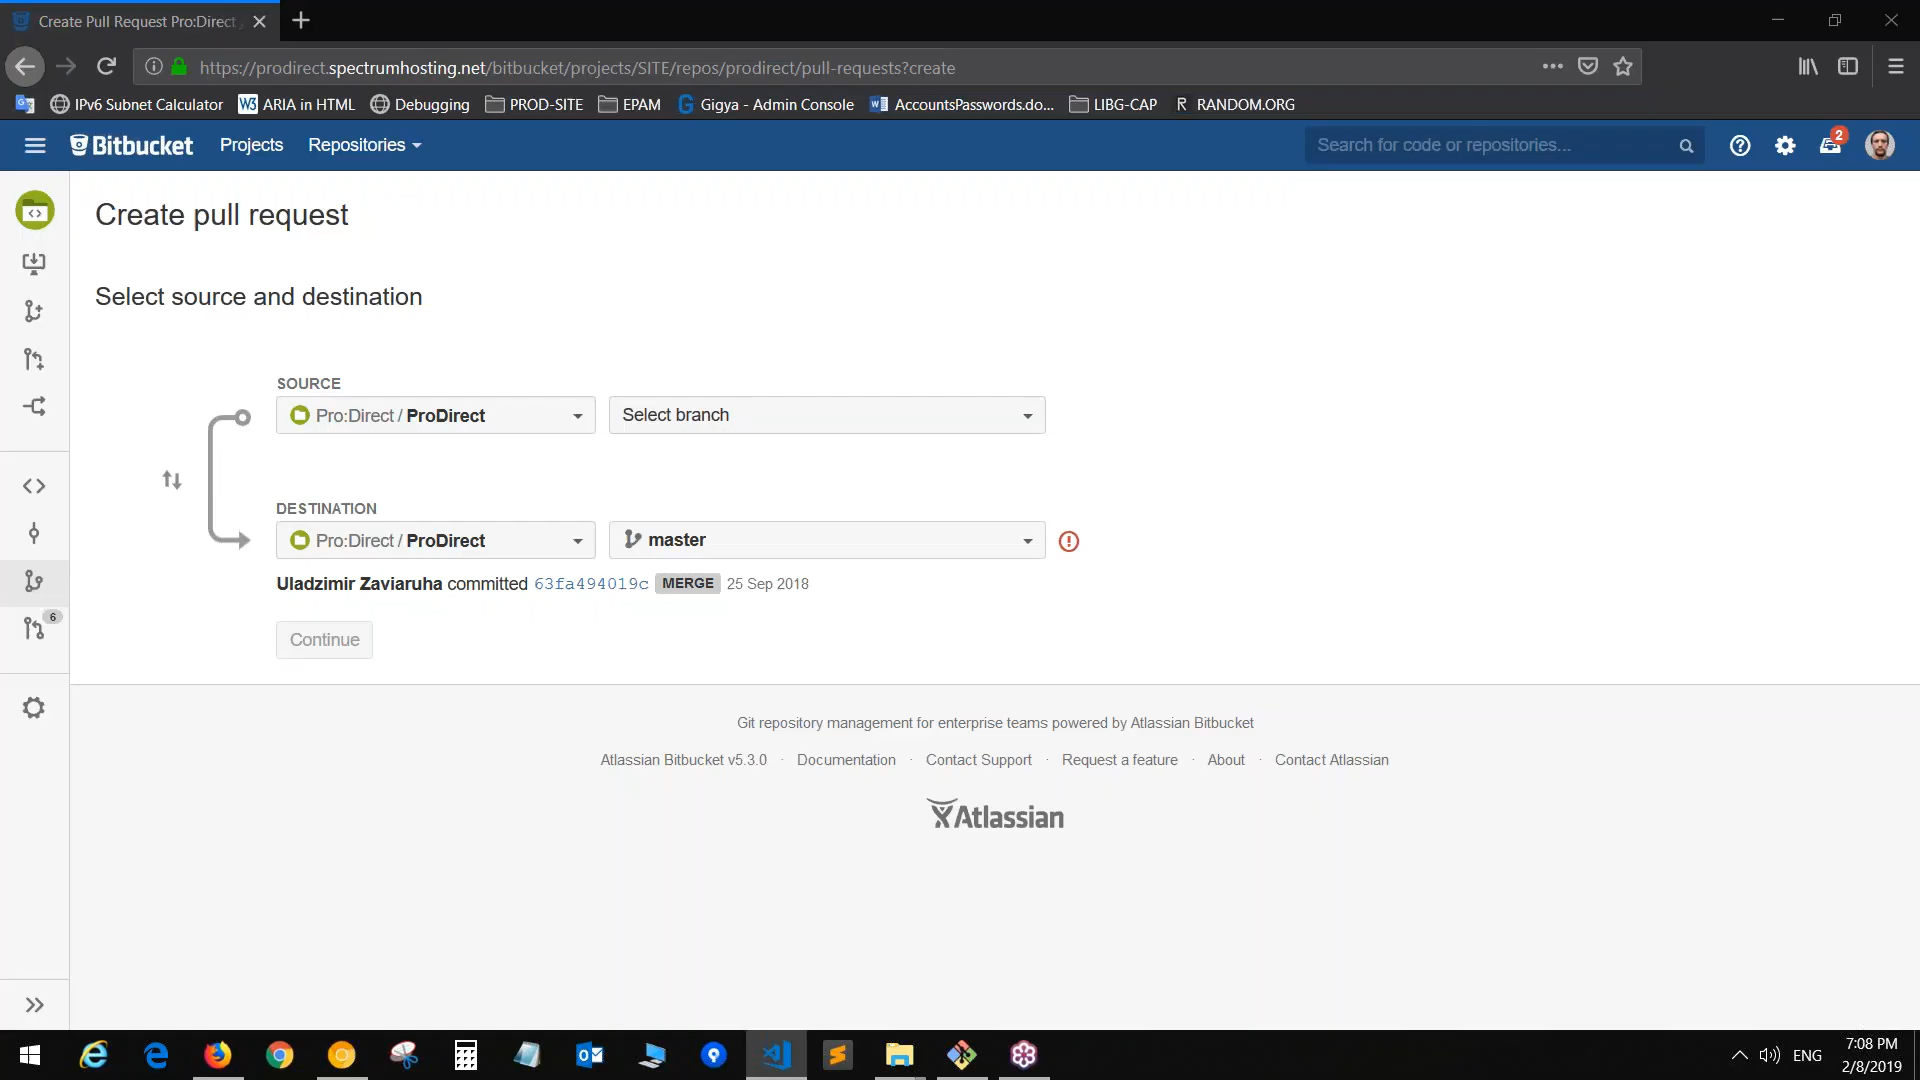 Create Pull Request Pro:Direct
https://prodirect.spectrumhosting.net/bitbucket/projects/SITE/repos/prodirect/pull-requests?create
IPv6 Subnet Calculator W3 ARIA in HTML Debugging PROD-SITE EPAM G Gigya - Admin Console AccountsPasswords.do... LIBG-CAP R RANDOM.ORG
Bitbucket Projects Repositories Search for code or repositories... 2
Create pull request
Select source and destination
SOURCE
Pro:Direct / ProDirect Select branch
DESTINATION
Pro:Direct / ProDirect master
Uladzimir Zaviaruha committed 63fa494019c MERGE 25 Sep 2018
6
Continue
Git repository management for enterprise teams powered by Atlassian Bitbucket
Atlassian Bitbucket v5.3.0 · Documentation · Contact Support · Request a feature · About · Contact Atlassian
Atlassian
ENG
7:08 PM
2/8/2019